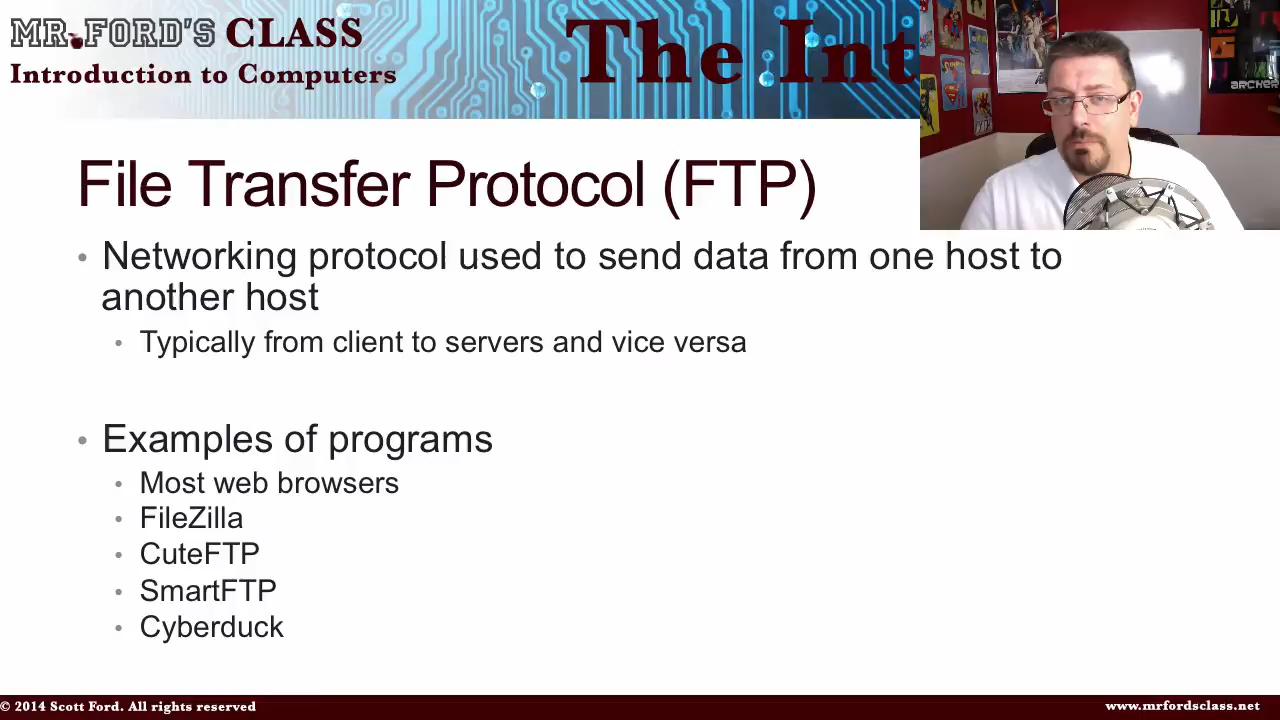 MR. FORD'S CLASS
Introduction to Computers
The Int
ARCHER
File Transfer Protocol (FTP)
• Networking protocol used to send data from one host to
another host
• Typically from client to servers and vice versa
• Examples of programs
• Most web browsers
• FileZilla
• CuteFTP
• SmartFTP
• Cyberduck
© 2014 Scott Ford. All rights reserved
www.mrfordsclass.net